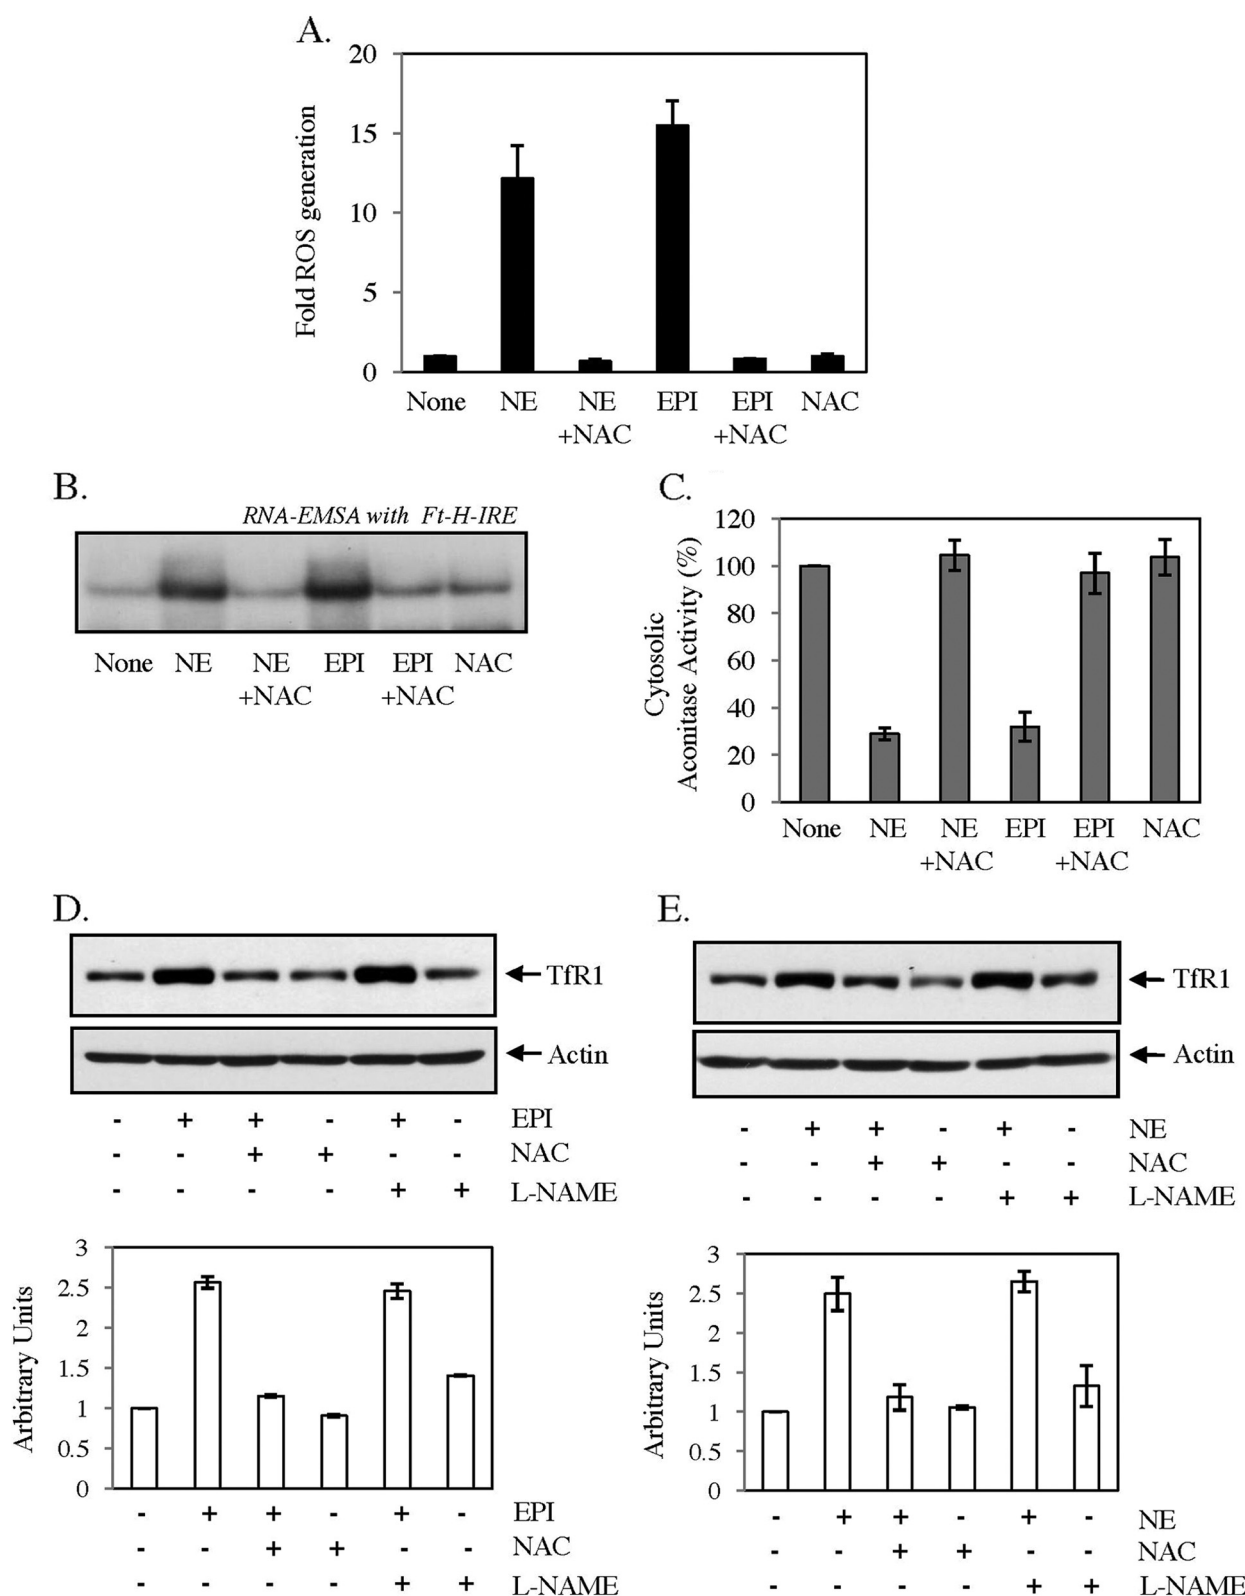 A.
20
15
10
5
0
Fold ROS generation
None NE NE EPI EPI NAC
+NAC +NAC
B.
RNA-EMSA with Ft-H-IRE
None NE NE EPI EPI NAC
+NAC +NAC
C.
120
100
80
60
40
20
0
Cytosolic
Aconitase Activity (%)
None NE NE EPI EPI NAC
+NAC +NAC
D.
TfR1
Actin
- + + - + - EPI
- - + + - - NAC
- - - - + + L-NAME
3
2.5
2
1.5
1
0.5
0
Arbitrary Units
- + + - + - EPI
- - + + - - NAC
- - - - + + L-NAME
E.
TfR1
Actin
- + + - + - NE
- - + + - - NAC
- - - - + + L-NAME
3
2.5
2
1.5
1
0.5
0
Arbitrary Units
- + + - + - NE
- - + + - - NAC
- - - - + + L-NAME